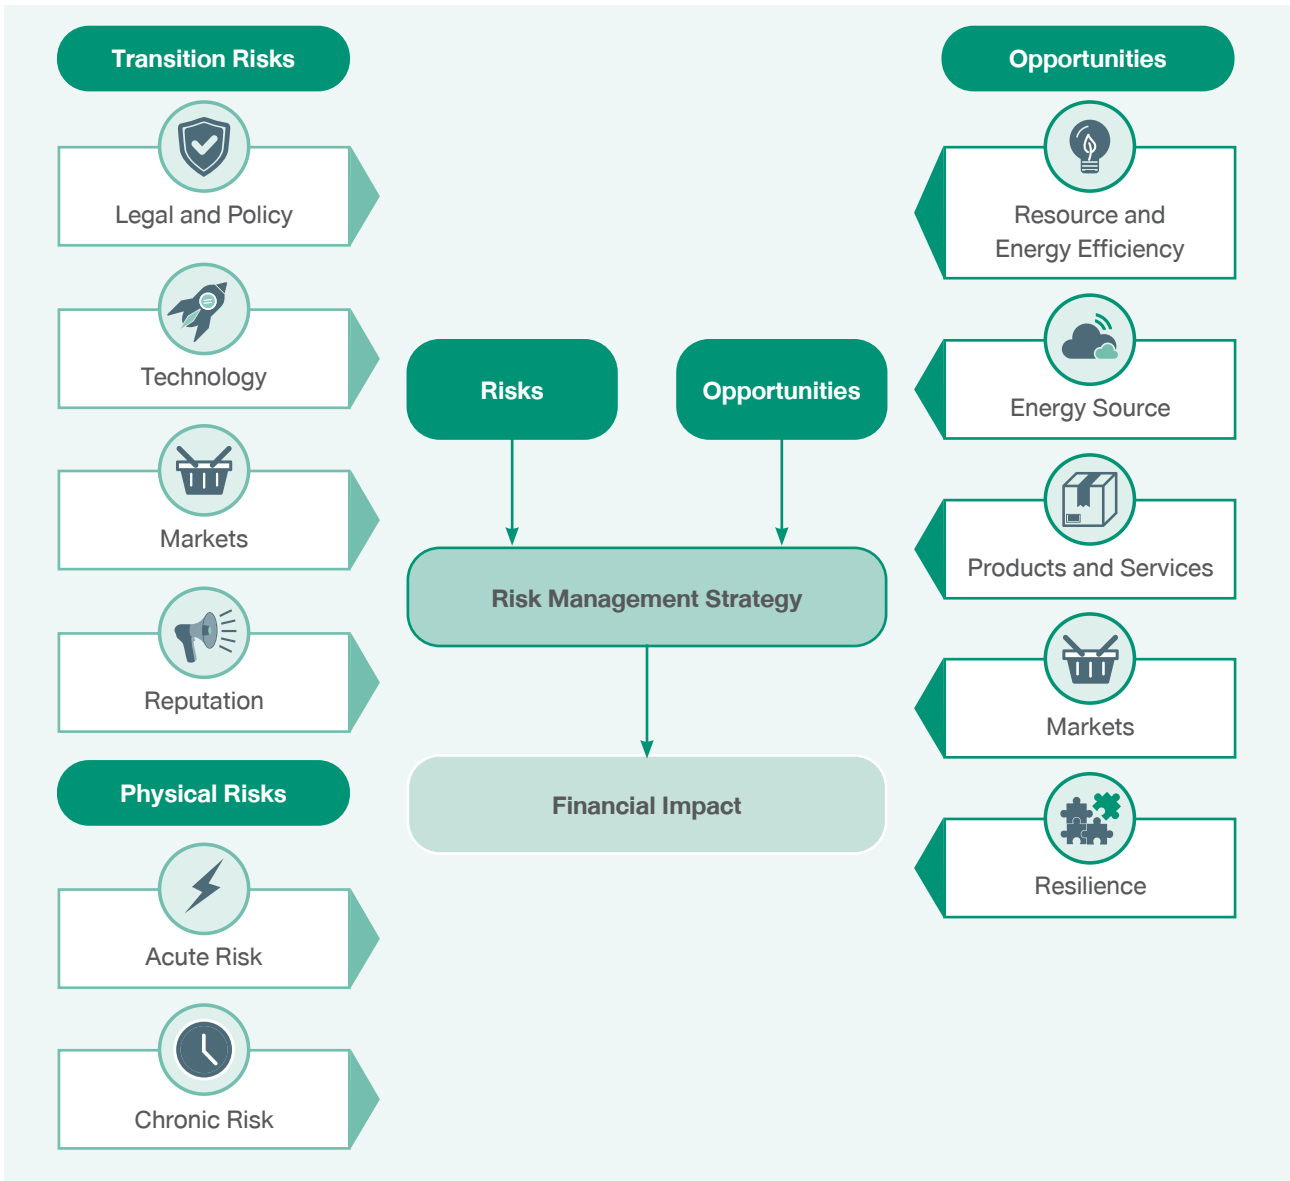 Transition Risks
Legal and Policy
Technology
Markets
Reputation
Physical Risks
Acute Risk
Chronic Risk
Risks
Opportunities
Risk Management Strategy
Financial Impact
Opportunities
Resource and
Energy Efficiency
Energy Source
Products and Services
Markets
Resilience